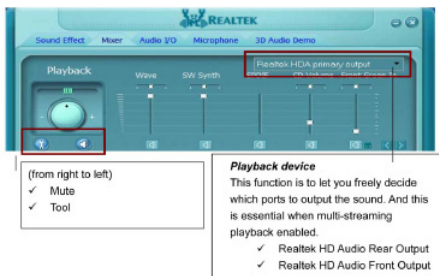 REALTEK
Sound Effect Mixer Audio I/O Microphone 3D Audio Demo
Realtek HDA primary output
Playback
Wave SW Synth CD Volume
(from right to left)
✓ Mute
✓ Tool
Playback device
This function is to let you freely decide
which ports to output the sound. And this
is essential when multi-streaming
playback enabled.
✓ Realtek HD Audio Rear Output
✓ Realtek HD Audio Front Output